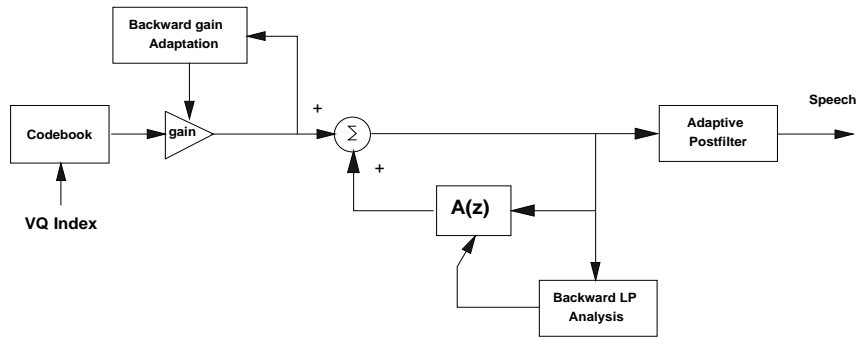 Backward gain
Adaptation
Codebook
gain
+
Σ
+
Adaptive
Postfilter
Speech
VQ Index
A(z)
Backward LP
Analysis